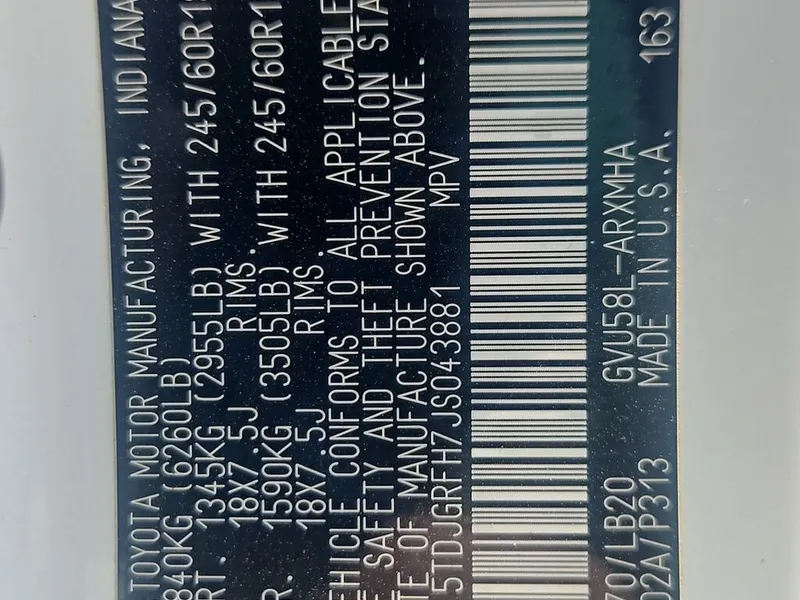 TOYOTA MOTOR MANUFACTURING, INDIANA
840KG (6260LB)
RT. 1345KG (2955LB) WITH 245/60R1
18X7.5J RIMS.
R. 1590KG (3505LB) WITH 245/60R1
18X7.5J RIMS.
EHICLE CONFORMS TO ALL APPLICABLE
E SAFETY AND THEFT PREVENTION STA
TE OF MANUFACTURE SHOWN ABOVE.
5TDJGRFH7JS043881 MPV
70/LB20 GVU58L-ARXMHA
02A/P313 MADE IN U.S.A. 163